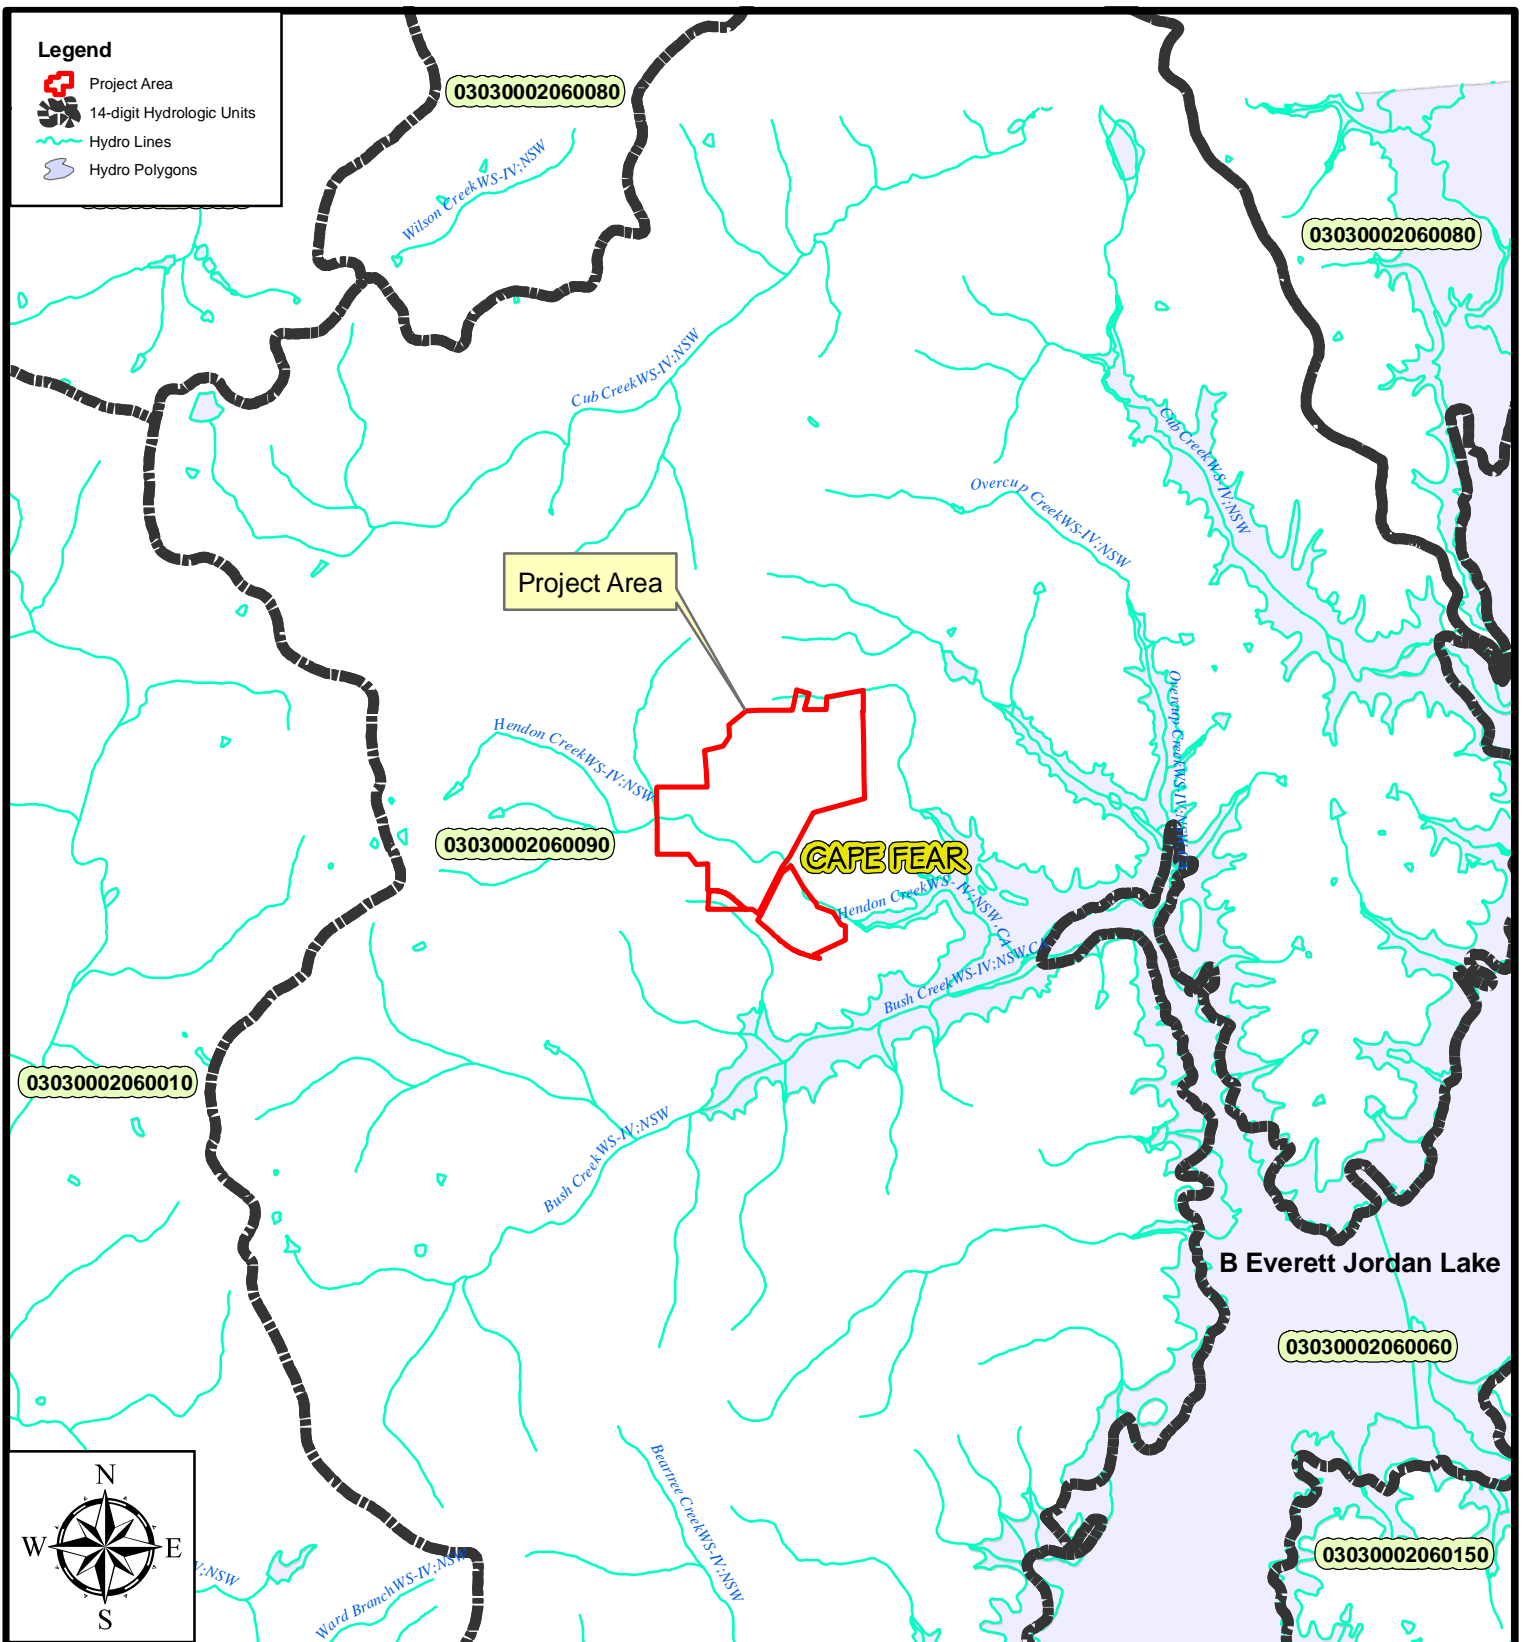 Legend
Project Area
14-digit Hydrologic Units
Hydro Lines
Hydro Polygons
03030002060080
Wilson CreekWS-IV;NSW
03030002060080
Cub CreekWS-IV;NSW
Cub CreekWS-IV;NSW
Overcup CreekWS-IV;NSW
Project Area
Overcup CreekWS-IV;NSW,CA
Hendon CreekWS-IV;NSW
03030002060090
CAPE FEAR
Hendon CreekWS-IV;NSW,CA
Bush CreekWS-IV;NSW,CA
03030002060010
Bush CreekWS-IV;NSW
B Everett Jordan Lake
03030002060060
Beartree CreekWS-IV;NSW
N
W
E
S
03030002060150
V;NSW
Ward BranchWS-IV;NSW